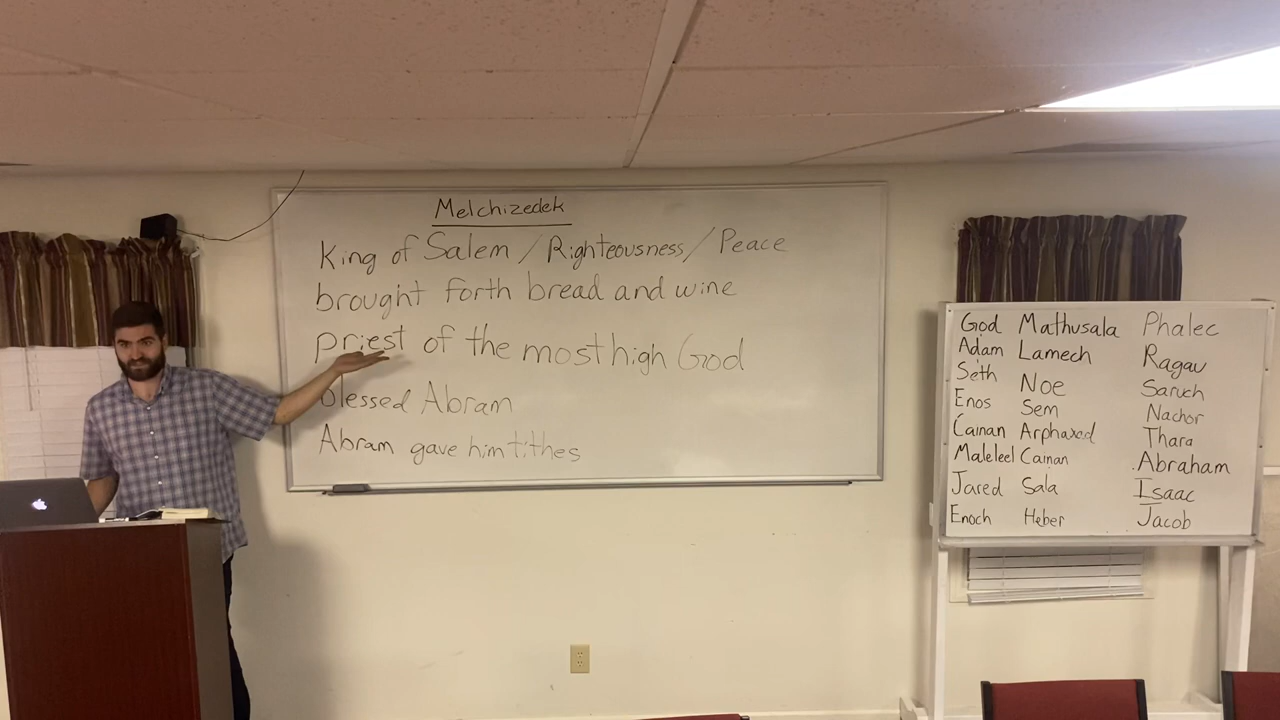 Melchizedek
King of Salem / Righteousness / Peace
brought forth bread and wine
priest of the most high God
blessed Abram
Abram gave him tithes
God Mathusala Phalec
Adam Lamech Ragau
Seth Noe Saruch
Enos Sem Nachor
Cainan Arphaxad Thara
Maleleel Cainan Abraham
Jared Sala Isaac
Enoch Heber Jacob